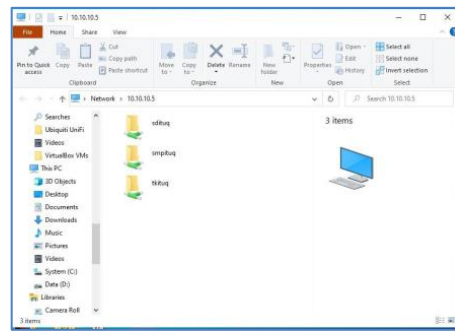 10.10.10.5
File Home Share View
Pin to Quick access
Copy
Paste
Cut
Copy path
Paste shortcut
Move to
Copy to
Delete
Rename
New folder
Properties
Open
Edit
History
Select all
Select none
Invert selection
Clipboard Organize New Open Select
Network > 10.10.10.5
Search 10.10.10.5
Searches
Ubiquiti UniFi
Videos
VirtualBox VMs
This PC
3D Objects
Desktop
Documents
Downloads
Music
Pictures
Videos
System (C:)
Data (D:)
Libraries
Camera Roll
sdituq
smpituq
tkituq
3 items
3 items